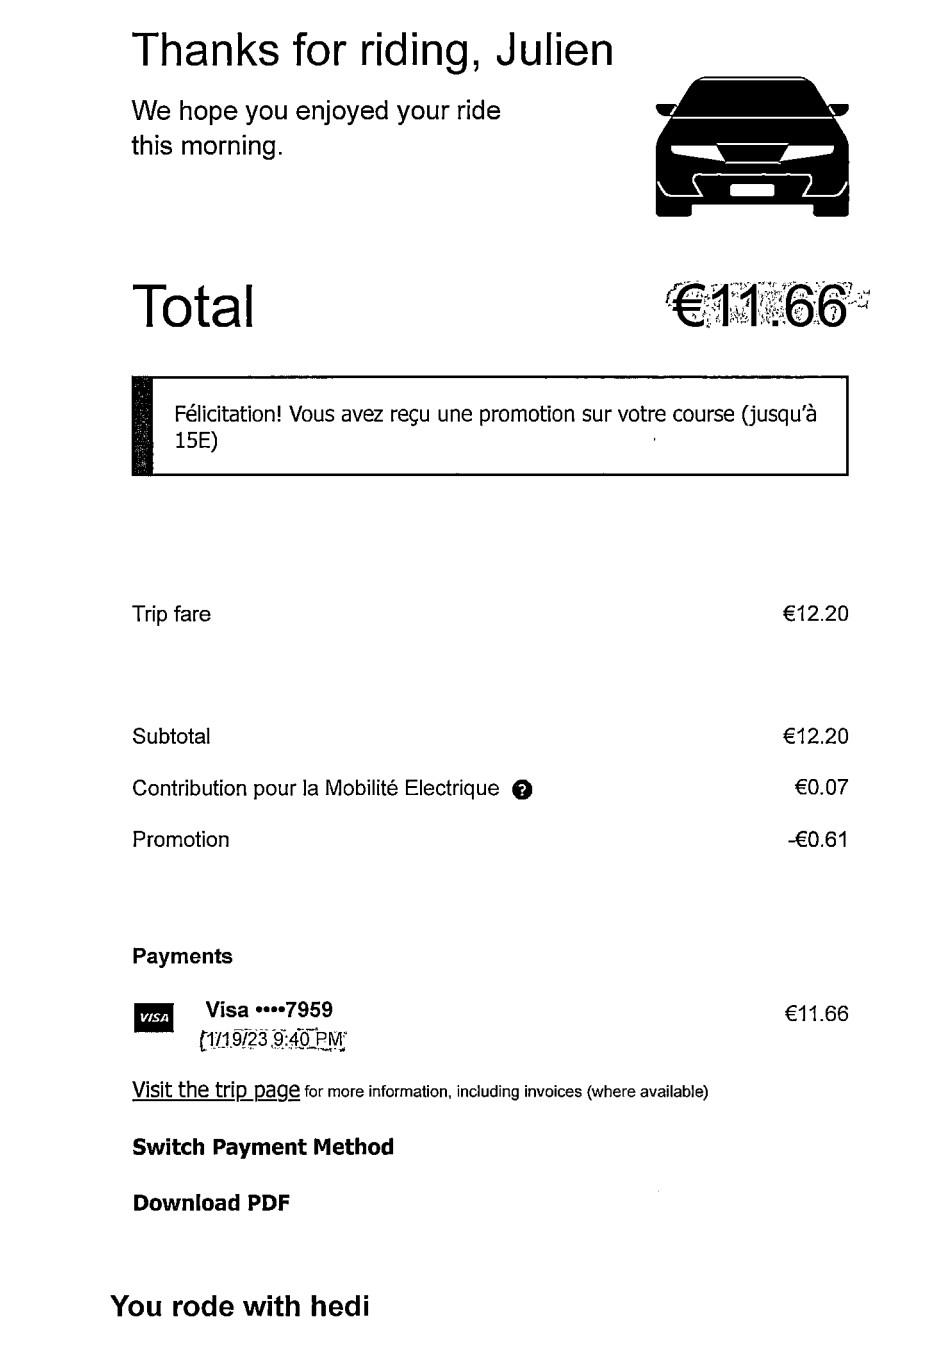 Thanks for riding, Julien
We hope you enjoyed your ride
this morning.
Total €11.66
Félicitation! Vous avez reçu une promotion sur votre course (jusqu'à
15E)
Trip fare €12.20
Subtotal €12.20
Contribution pour la Mobilité Electrique ?
€0.07
Promotion -€0.61
Payments
VISA Visa ••••7959 €11.66
1/19/23 9:40 PM
Visit the trip page for more information, including invoices (where available)
Switch Payment Method
Download PDF
You rode with hedi